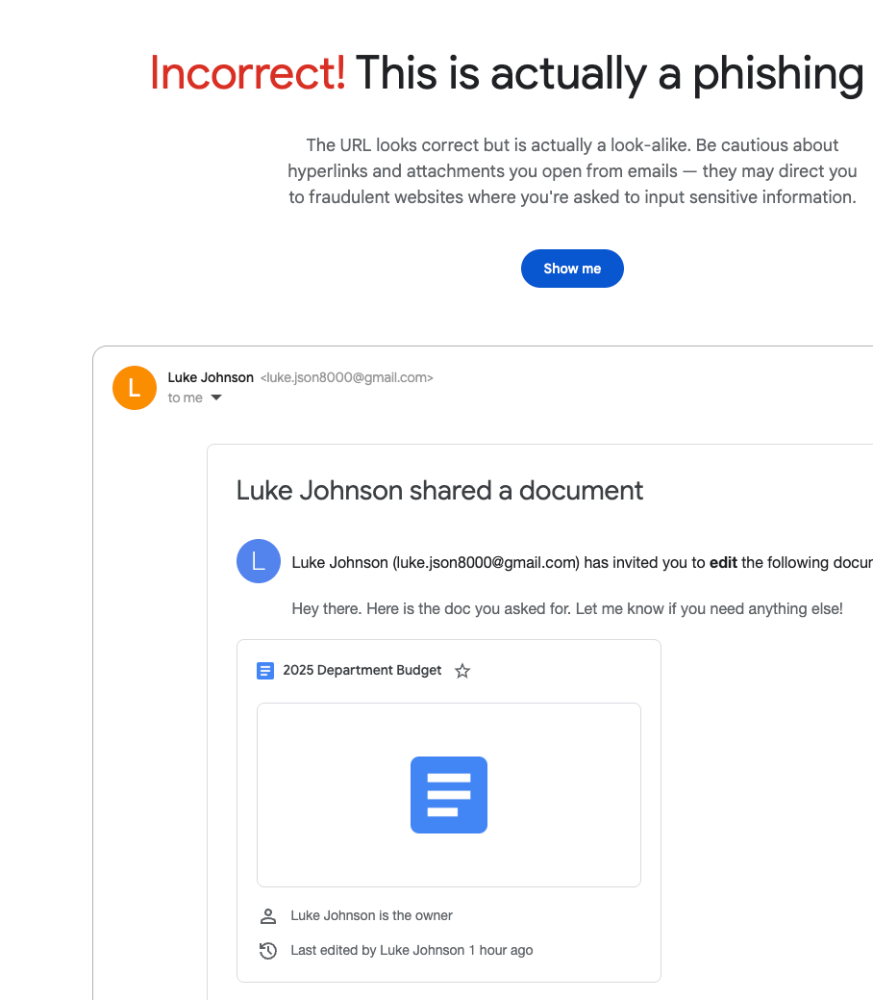 Incorrect! This is actually a phishing
The URL looks correct but is actually a look-alike. Be cautious about
hyperlinks and attachments you open from emails — they may direct you
to fraudulent websites where you're asked to input sensitive information.
Show me
L
Luke Johnson <luke.json8000@gmail.com>
to me
Luke Johnson shared a document
L
Luke Johnson (luke.json8000@gmail.com) has invited you to edit the following
Hey there. Here is the doc you asked for. Let me know if you need anything else!
2025 Department Budget
Luke Johnson is the owner
Last edited by Luke Johnson 1 hour ago